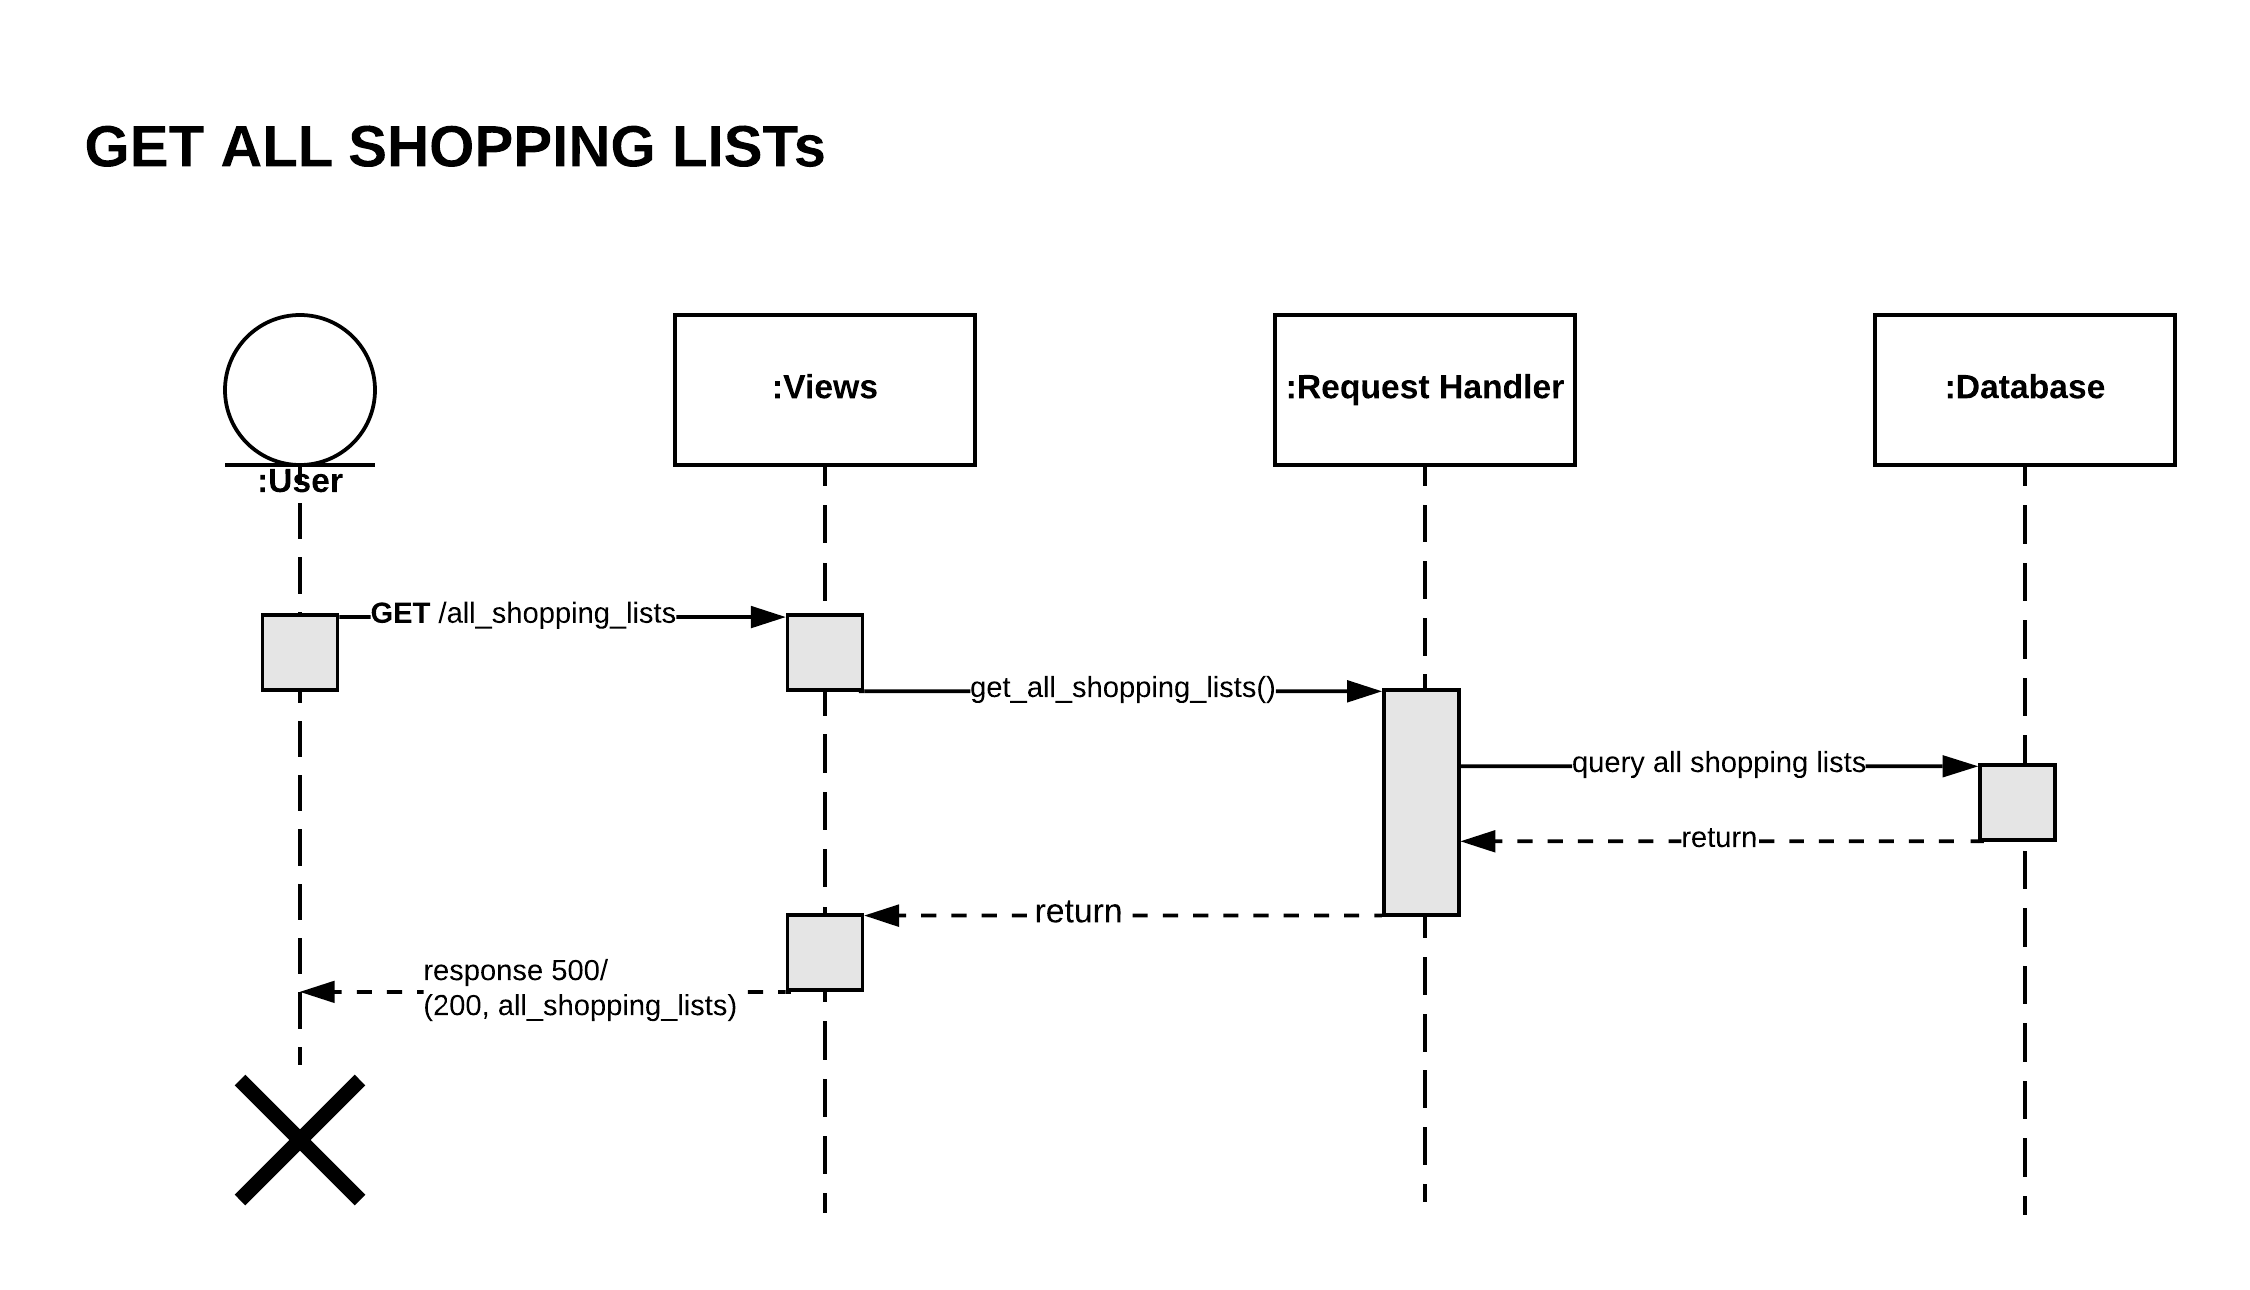 GET ALL SHOPPING LISTs
:User
:Views
:Request Handler
:Database
GET /all_shopping_lists
get_all_shopping_lists()
query all shopping lists
return
return
response 500/
(200, all_shopping_lists)